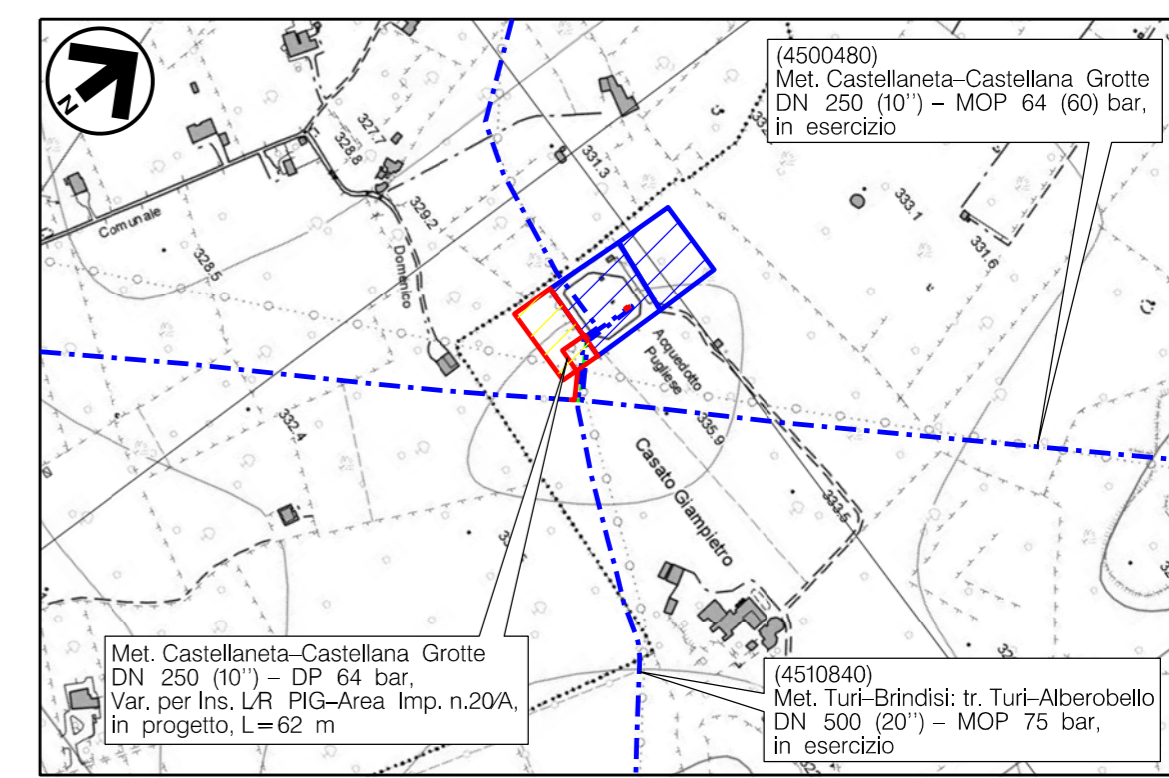 N
(4500480)
Met. Castellaneta–Castellana Grotte
DN 250 (10'') – MOP 64 (60) bar,
in esercizio
327.7
328.8
331.3
333.1
329.2
331.6
Comunale
328.5
Domenico
Acquedotto
Pugliese
332.4
335.9
Casato Giampietro
333.5
Met. Castellaneta–Castellana Grotte
DN 250 (10'') – DP 64 bar,
Var. per Ins. L/R PIG–Area Imp. n.20/A,
in progetto, L=62 m
(4510840)
Met. Turi–Brindisi: tr. Turi–Alberobello
DN 500 (20'') – MOP 75 bar,
in esercizio